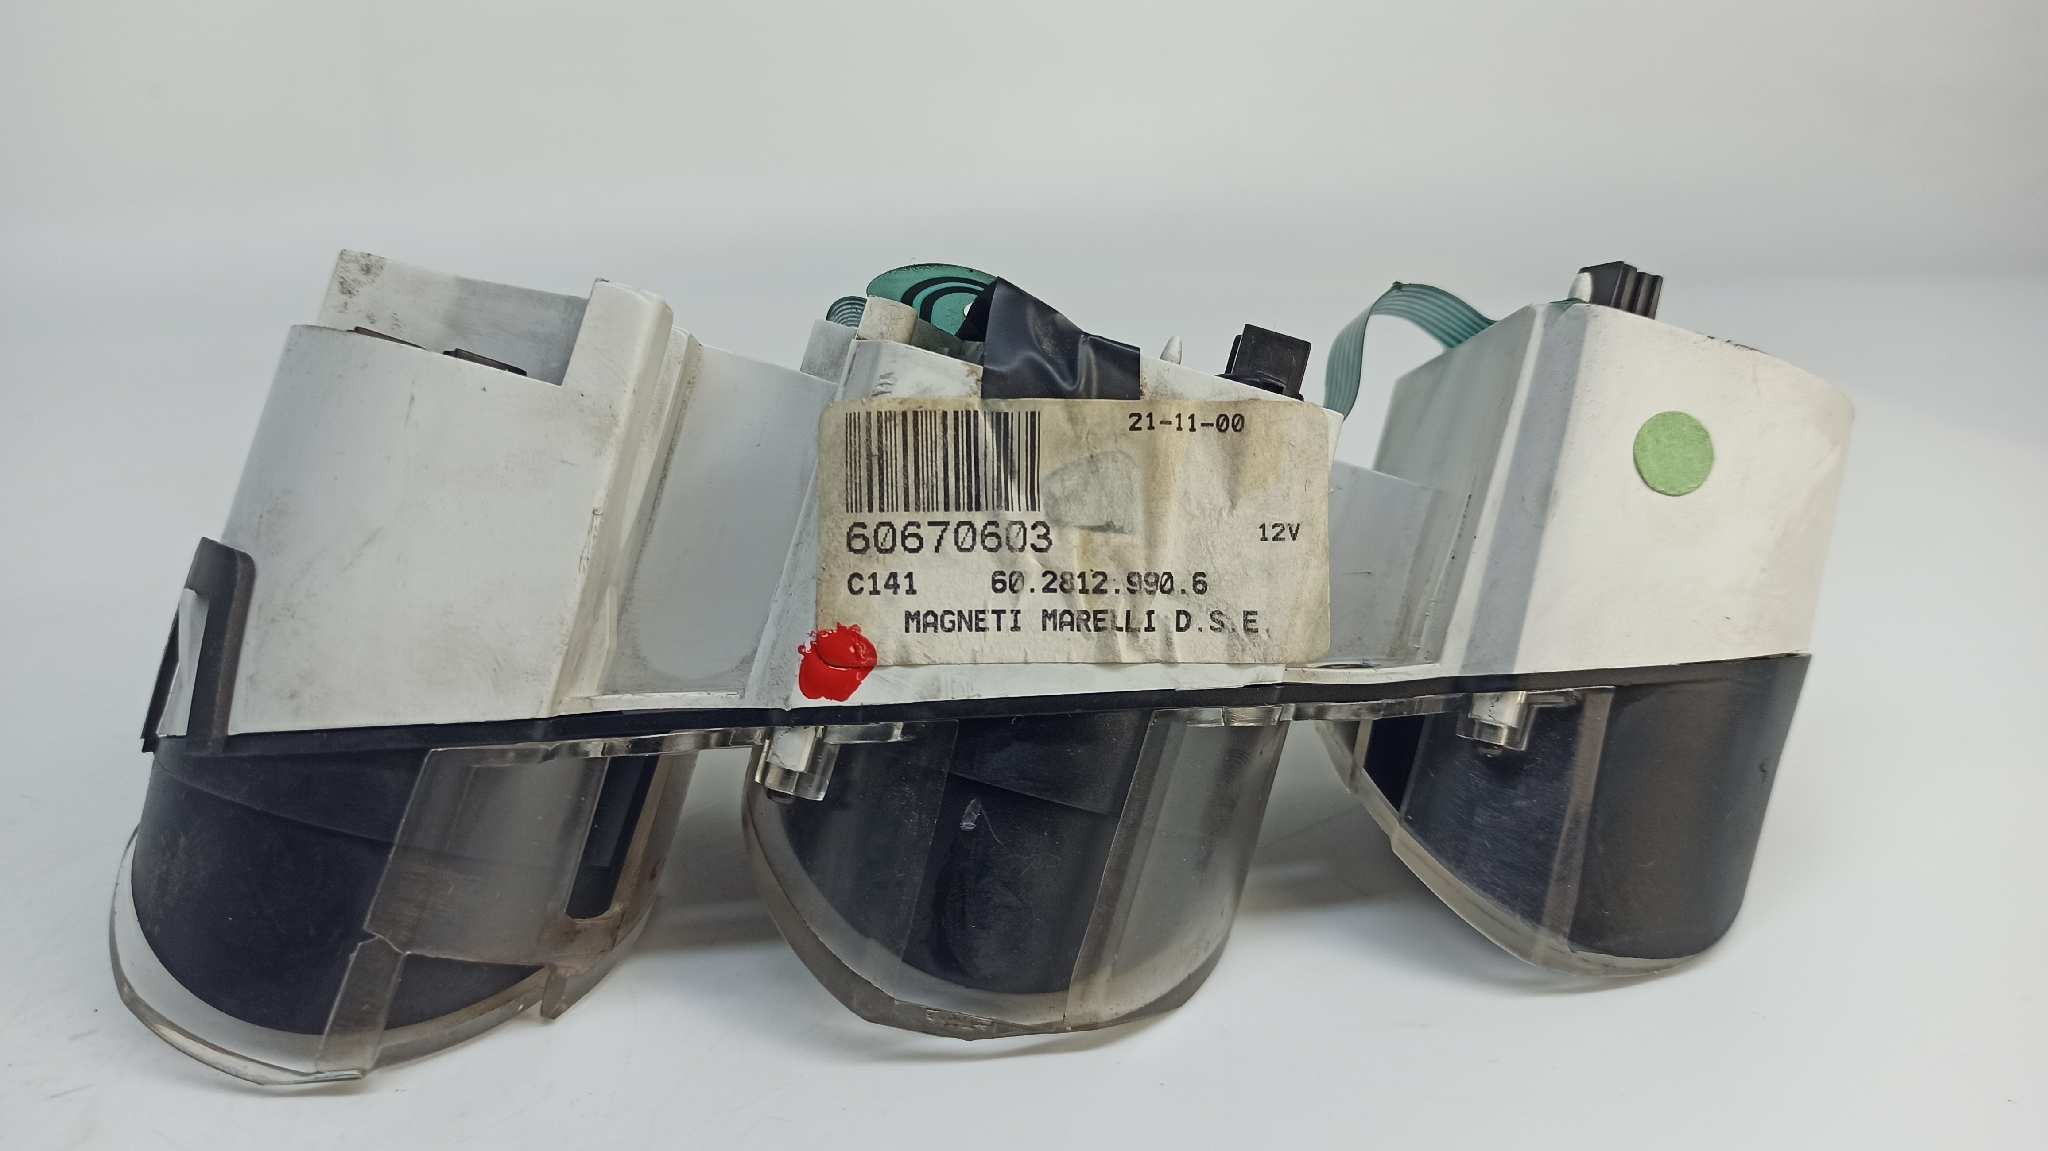 21-11-00
60670603
12V
C141 60.2812.990.6
MAGNETI MARELLI D.S.E.